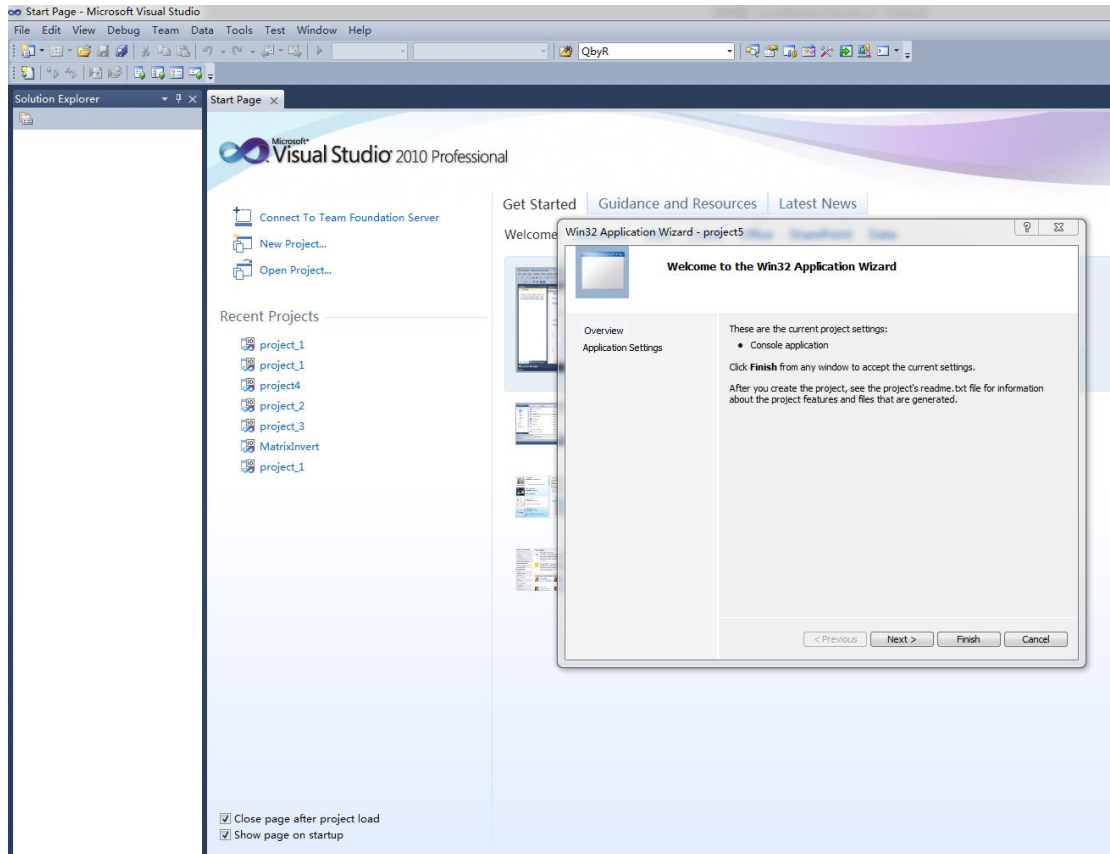 Start Page - Microsoft Visual Studio
File Edit View Debug Team Data Tools Test Window Help
QbyR
Solution Explorer
Start Page
Microsoft
Visual Studio 2010 Professional
Connect To Team Foundation Server
New Project...
Open Project...
Recent Projects
project_1
project_1
project4
project_2
project_3
MatrixInvert
project_1
Close page after project load
Show page on startup
Get Started Guidance and Resources Latest News
Welcome
Win32 Application Wizard - project5
Welcome to the Win32 Application Wizard
Overview
Application Settings
These are the current project settings:
• Console application
Click Finish from any window to accept the current settings.
After you create the project, see the project's readme.txt file for information
about the project features and files that are generated.
< Previous Next > Finish Cancel